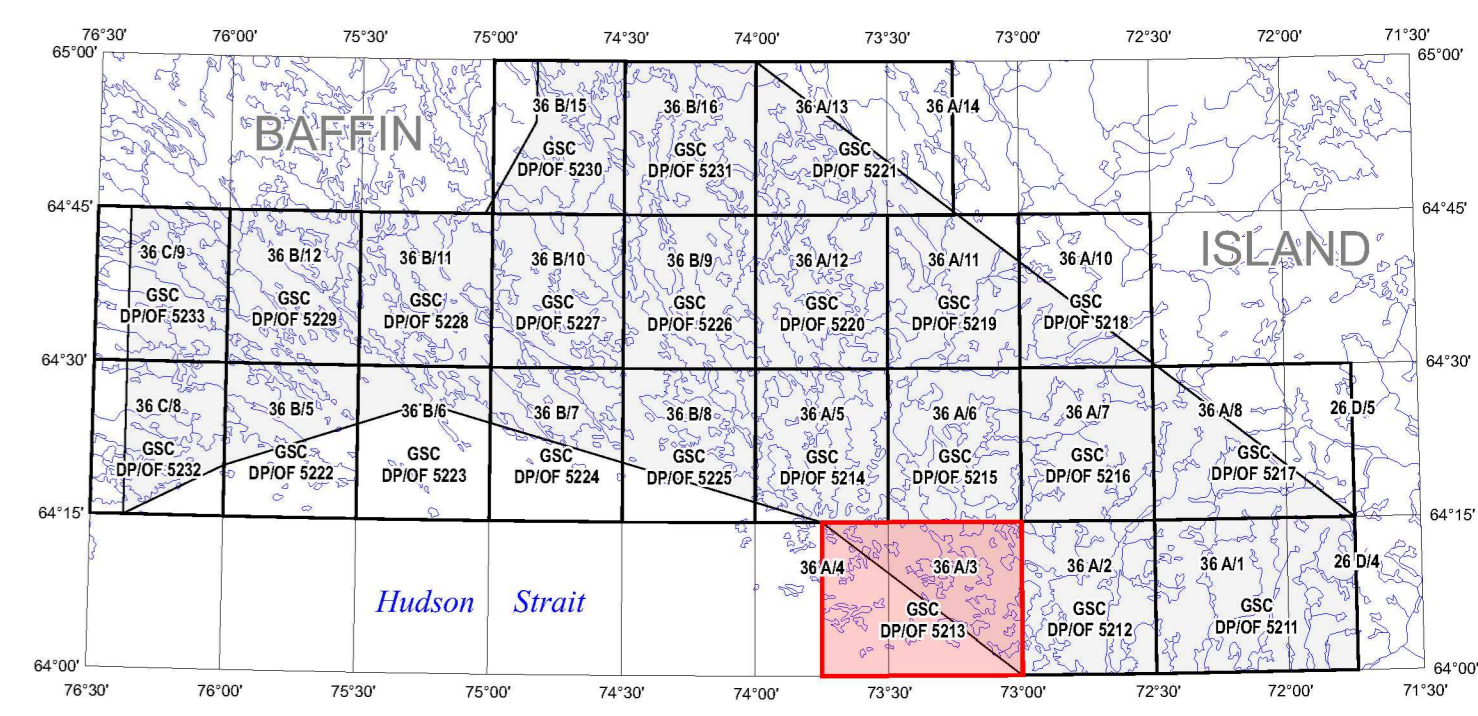 76°30' 76°00' 75°30' 75°00' 74°30' 74°00' 73°30' 73°00' 72°30' 72°00' 71°30'
65°00' 65°00'
BAFFIN
36 B/15 36 B/16 36 A/13 36 A/14
GSC GSC GSC
DP/OF 5230 DP/OF 5231 DP/OF 5221
64°45' 64°45'
ISLAND
36 C/9 36 B/12 36 B/11 36 B/10 36 B/9 36 A/12 36 A/11 36 A/10
GSC GSC GSC GSC GSC GSC GSC GSC
DP/OF 5233 DP/OF 5229 DP/OF 5228 DP/OF 5227 DP/OF 5226 DP/OF 5220 DP/OF 5219 DP/OF 5218
64°30' 64°30'
36 C/8 36 B/5 36 B/6 36 B/7 36 B/8 36 A/5 36 A/6 36 A/7 36 A/8 26 D/5
GSC GSC GSC GSC GSC GSC GSC GSC GSC
DP/OF 5232 DP/OF 5222 DP/OF 5223 DP/OF 5224 DP/OF 5225 DP/OF 5214 DP/OF 5215 DP/OF 5216 DP/OF 5217
64°15' 64°15'
36 A/4 36 A/3 36 A/2 36 A/1 26 D/4
Hudson Strait
GSC GSC GSC
DP/OF 5213 DP/OF 5212 DP/OF 5211
64°00' 64°00'
76°30' 76°00' 75°30' 75°00' 74°30' 74°00' 73°30' 73°00' 72°30' 72°00' 71°30'